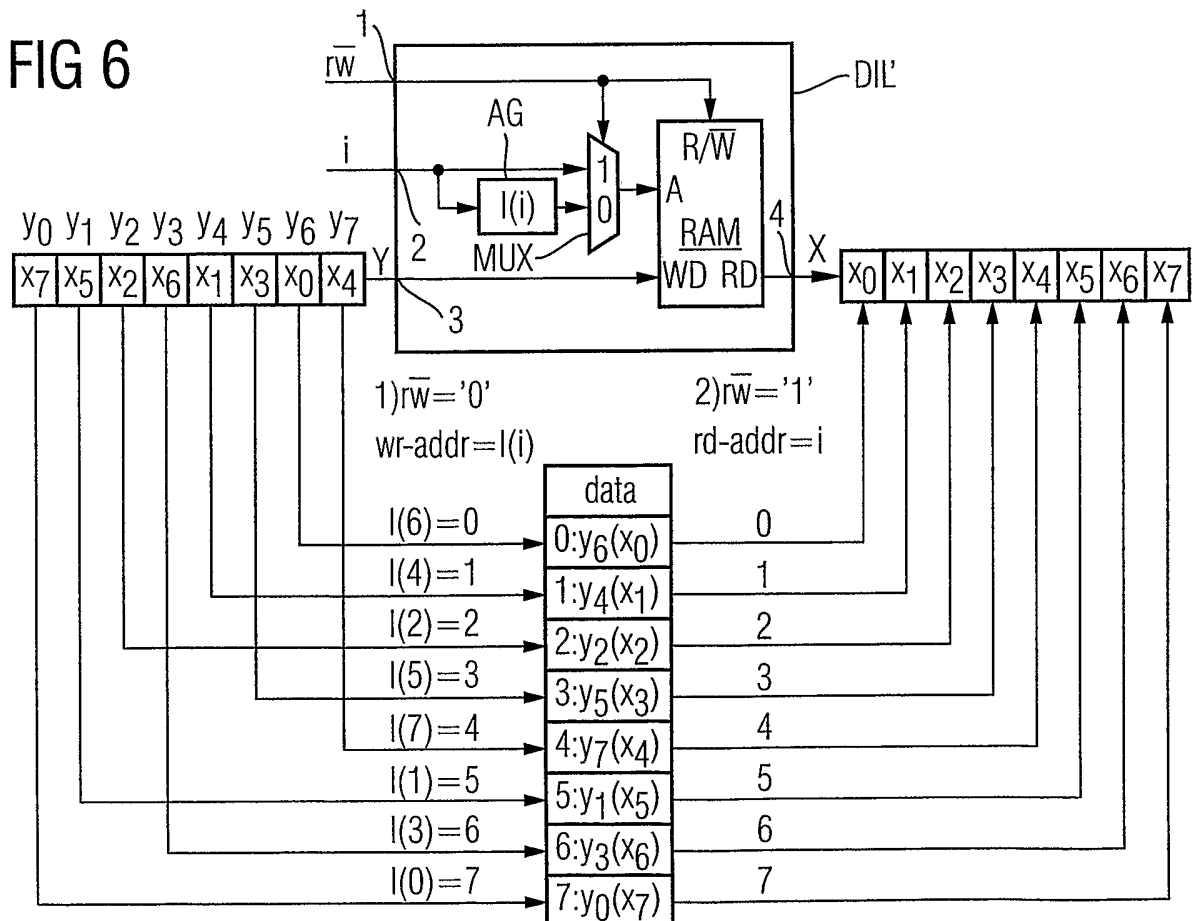 FIG 6
1
rw̅
DIL'
AG
R/W̅
i
1
A
I(i)
0
4
y₀ y₁ y₂ y₃ y₄ y₅ y₆ y₇
2
MUX
RAM
X
x₇ x₅ x₂ x₆ x₁ x₃ x₀ x₄
Y
WD RD
x₀ x₁ x₂ x₃ x₄ x₅ x₆ x₇
3
1)rw̅='0'
2)rw̅='1'
wr-addr=I(i)
rd-addr=i
data
I(6)=0
0:y₆(x₀)
0
I(4)=1
1:y₄(x₁)
1
I(2)=2
2:y₂(x₂)
2
I(5)=3
3:y₅(x₃)
3
I(7)=4
4:y₇(x₄)
4
I(1)=5
5:y₁(x₅)
5
I(3)=6
6:y₃(x₆)
6
I(0)=7
7:y₀(x₇)
7